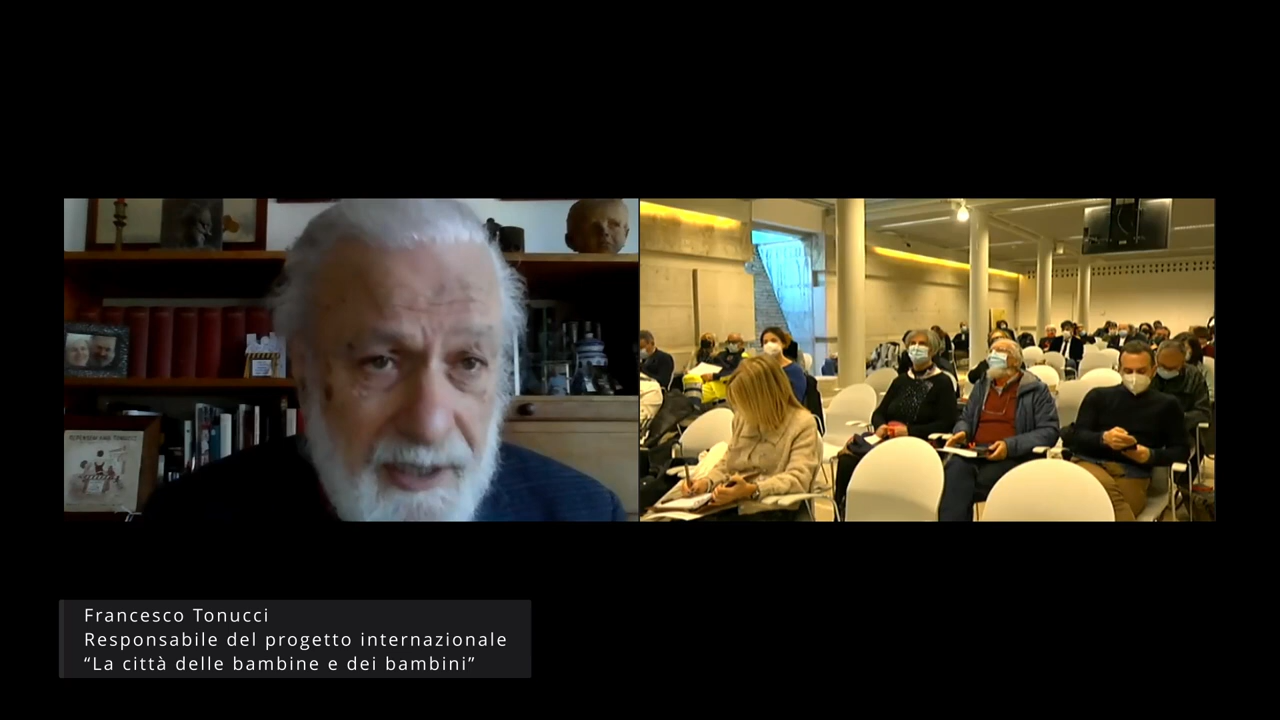 Francesco Tonucci
Responsabile del progetto internazionale
“La città delle bambine e dei bambini”